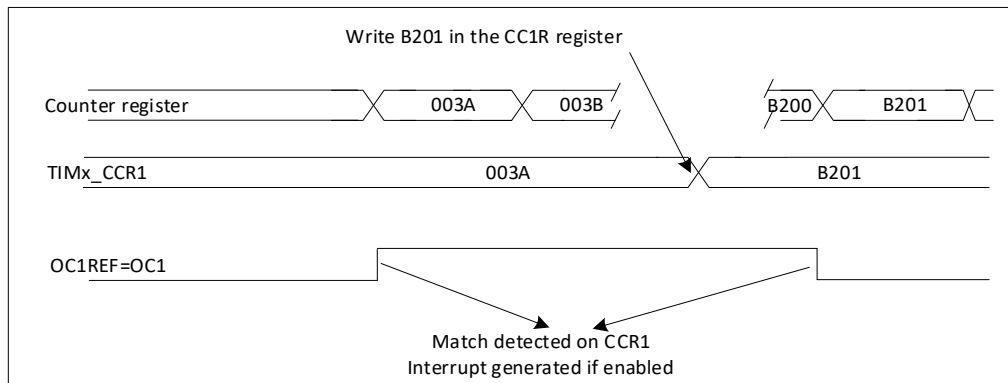 Write B201 in the CC1R register
Counter register 003A 003B B200 B201
TIMx_CCR1 003A B201
OC1REF=OC1
Match detected on CCR1
Interrupt generated if enabled